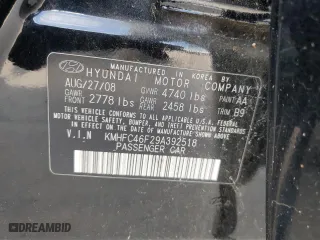 MANUFACTURED IN KOREA BY
HYUNDAI MOTOR COMPANY
AUG/27/08 GVWR 4740 lbs PAINT AA
GAWR FRONT 2778 lbs GAWR REAR 2458 lbs TRIM B9
THIS VEHICLE CONFORMS TO ALL APPLICABLE
FEDERAL MOTOR VEHICLE SAFETY, BUMPER,
AND THEFT PREVENTION STANDARDS IN
EFFECT ON THE DATE OF MANUFACTURE
SHOWN ABOVE.
V.I.N KMHFC46F29A392518
PASSENGER CAR